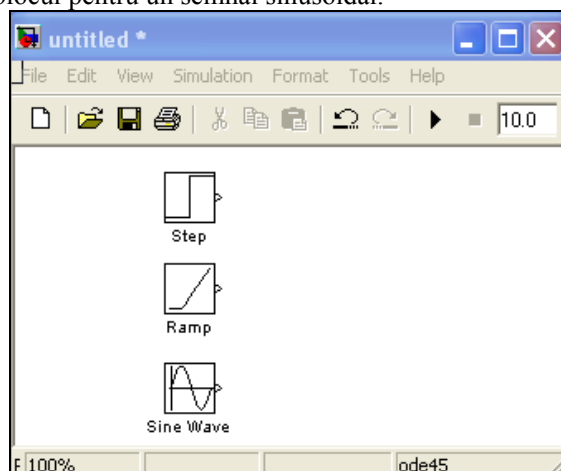 blocul pentru un semnal sinusoidal.
untitled *
File Edit View Simulation Format Tools Help
10.0
Step
Ramp
Sine Wave
100% ode45